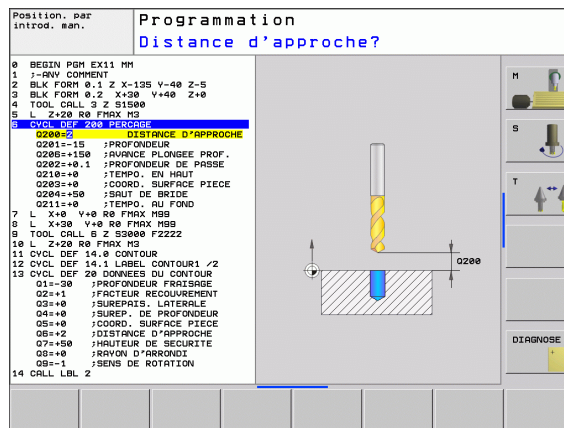 Position. par
introd. man.
Programmation
Distance d'approche?
0 BEGIN PGM EX11 MM
1 ;-ANY COMMENT
2 BLK FORM 0.1 Z X-135 Y-40 Z-5
3 BLK FORM 0.2 X+30 Y+40 Z+0
4 TOOL CALL 3 Z S1500
5 L Z+20 R0 FMAX M3
6 CYCL DEF 200 PERCAGE
Q200=2 DISTANCE D'APPROCHE
Q201=-15 ;PROFONDEUR
Q206=+150 ;AVANCE PLONGEE PROF.
Q202=+0.1 ;PROFONDEUR DE PASSE
Q210=+0 ;TEMPO. EN HAUT
Q203=+0 ;COORD. SURFACE PIECE
Q204=+50 ;SAUT DE BRIDE
Q211=+0 ;TEMPO. AU FOND
7 L X+0 Y+0 R0 FMAX M99
8 L X+30 Y+0 R0 FMAX M99
9 TOOL CALL 6 Z S3000 F2222
10 L Z+20 R0 FMAX M3
11 CYCL DEF 14.0 CONTOUR
12 CYCL DEF 14.1 LABEL CONTOUR1 /2
13 CYCL DEF 20 DONNEES DU CONTOUR
Q1=-30 ;PROFONDEUR FRAISAGE
Q2=+1 ;FACTEUR RECOUVREMENT
Q3=+0 ;SUREPAIS. LATERALE
Q4=+0 ;SUREP. DE PROFONDEUR
Q5=+0 ;COORD. SURFACE PIECE
Q6=+2 ;DISTANCE D'APPROCHE
Q7=+50 ;HAUTEUR DE SECURITE
Q8=+0 ;RAYON D'ARRONDI
Q9=-1 ;SENS DE ROTATION
14 CALL LBL 2
Q200
M
S
T
DIAGNOSE